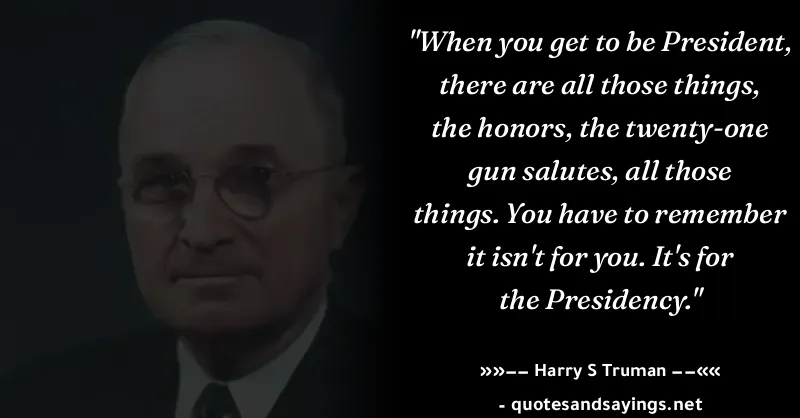 "When you get to be President,
there are all those things,
the honors, the twenty-one
gun salutes, all those
things. You have to remember
it isn't for you. It's for
the Presidency."
»»−− Harry S Truman −−««
- quotesandsayings.net